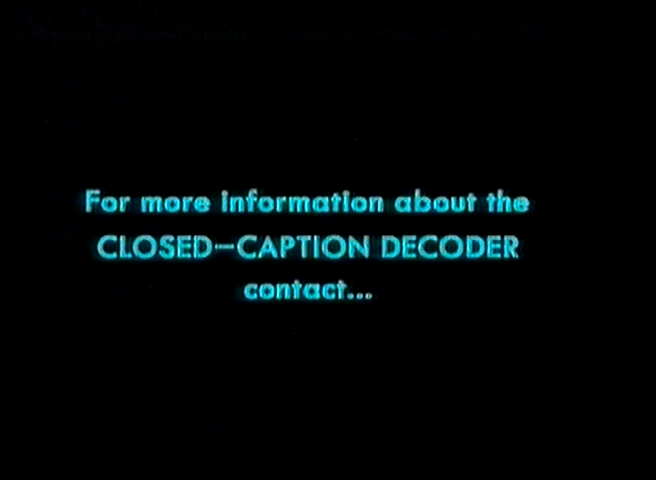 For more information about the
CLOSED-CAPTION DECODER
contact...